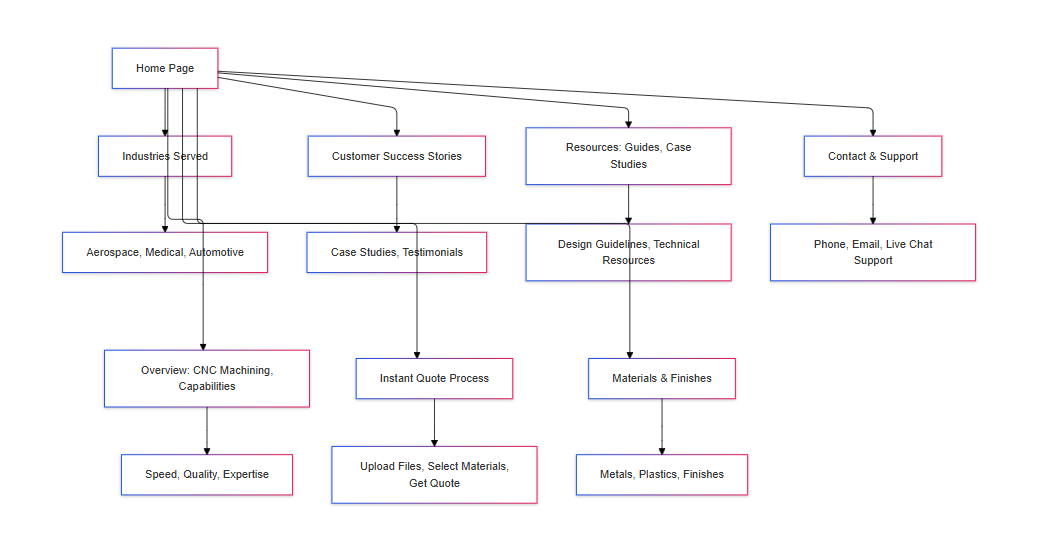 Home Page
Industries Served
Customer Success Stories
Resources: Guides, Case
Studies
Contact & Support
Aerospace, Medical, Automotive
Case Studies, Testimonials
Design Guidelines, Technical
Resources
Phone, Email, Live Chat
Support
Overview: CNC Machining,
Capabilities
Instant Quote Process
Materials & Finishes
Speed, Quality, Expertise
Upload Files, Select Materials,
Get Quote
Metals, Plastics, Finishes